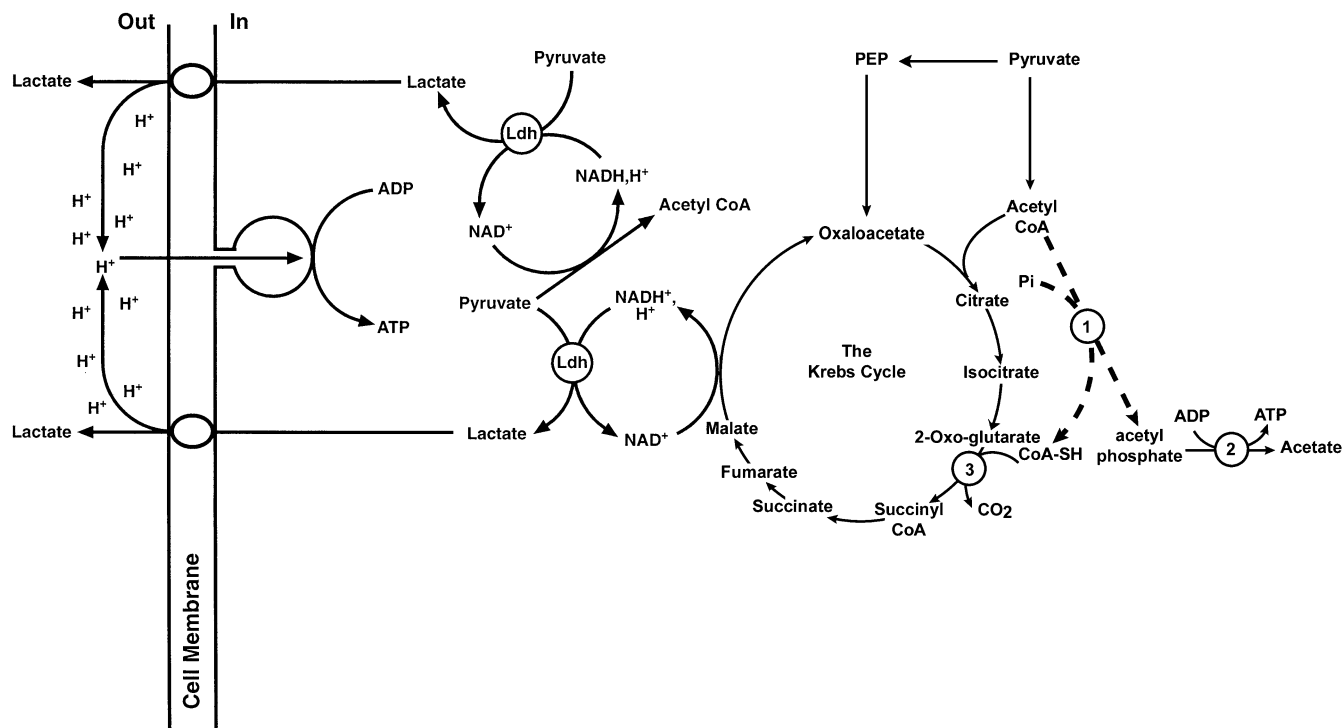 Out
In
Lactate
Lactate
Pyruvate
PEP
Pyruvate
H+
Ldh
H+
NADH,H+
ADP
H+
H+
Acetyl CoA
Acetyl
CoA
NAD+
Oxaloacetate
H+
H+
Pi
Pyruvate
NADH+,
H+
Citrate
H+
H+
ATP
1
The
Krebs Cycle
H+
Ldh
Isocitrate
H+
H+
Lactate
Lactate
NAD+
Malate
2-Oxo-glutarate
CoA-SH
acetyl
phosphate
ADP
ATP
2
Acetate
3
Fumarate
Succinate
Succinyl
CoA
CO2
Cell Membrane